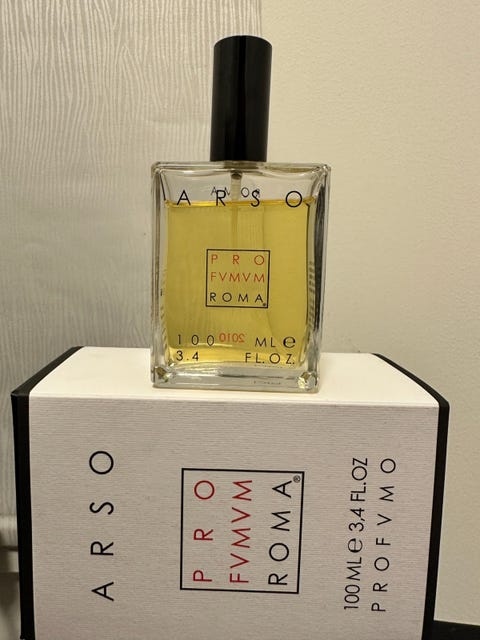 ARSO
PRO
FVMVM
ROMA®
100 ML e
3.4 FL.OZ.
2010
ARSO
PRO
FVMVM
ROMA®
100 ML e 3,4 FL.OZ
PROFVMO